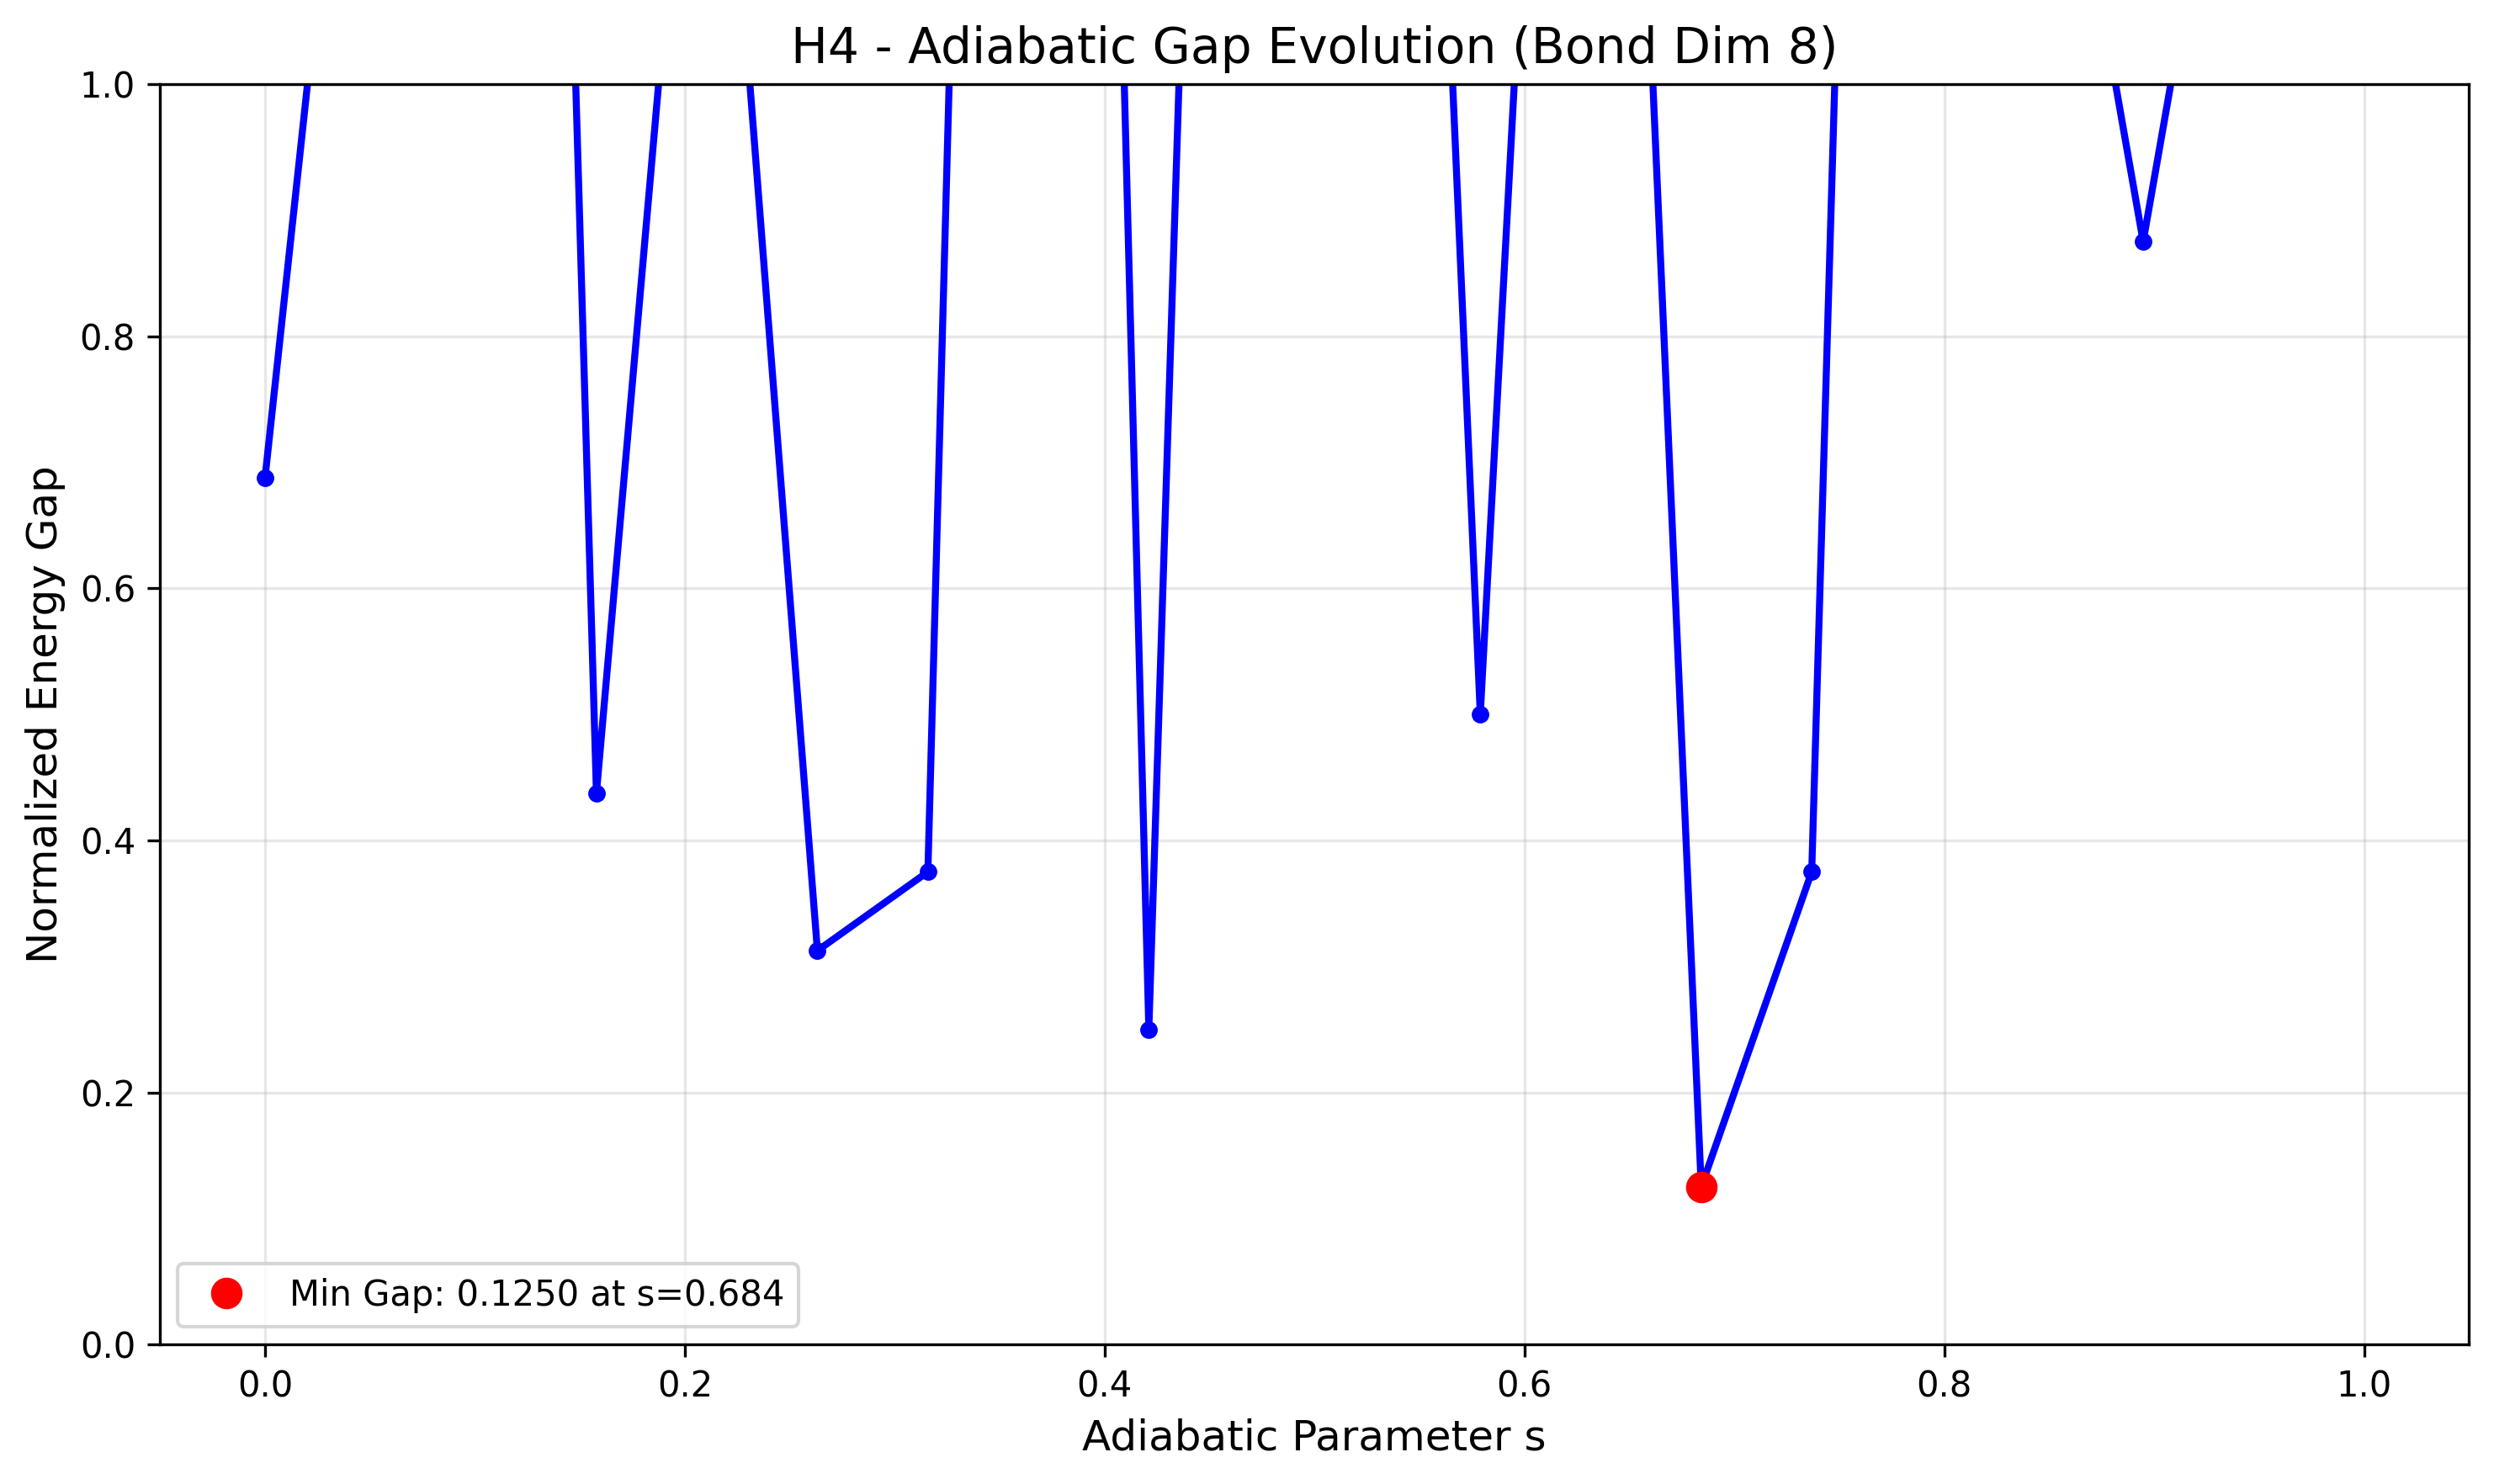 H4 - Adiabatic Gap Evolution (Bond Dim 8)
Normalized Energy Gap
1.0
0.8
0.6
0.4
0.2
0.0
Min Gap: 0.1250 at s=0.684
0.0 0.2 0.4 0.6 0.8 1.0
Adiabatic Parameter s